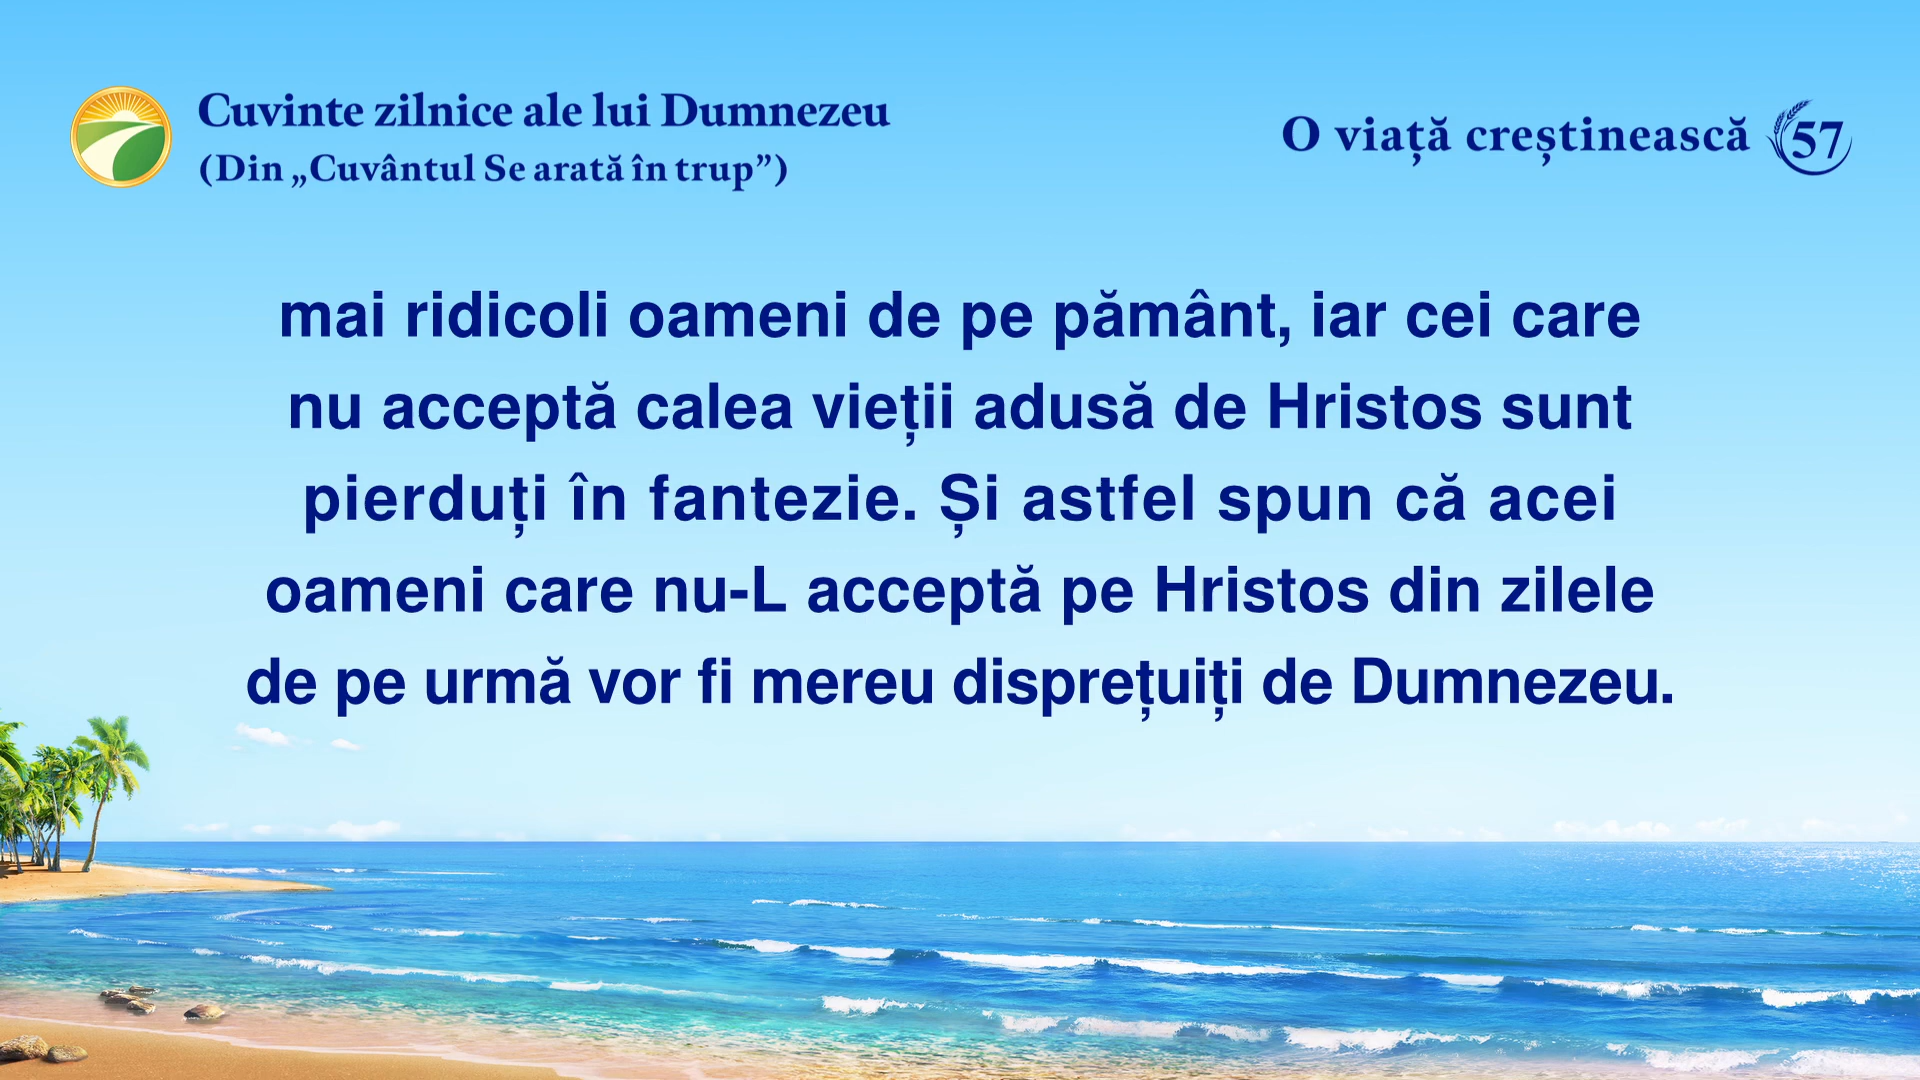 Cuvinte zilnice ale lui Dumnezeu
(Din „Cuvântul Se arată în trup”)
O viață creștinească 57
mai ridicoli oameni de pe pământ, iar cei care
nu acceptă calea vieții adusă de Hristos sunt
pierduți în fantezie. Și astfel spun că acei
oameni care nu-L acceptă pe Hristos din zilele
de pe urmă vor fi mereu disprețuiți de Dumnezeu.